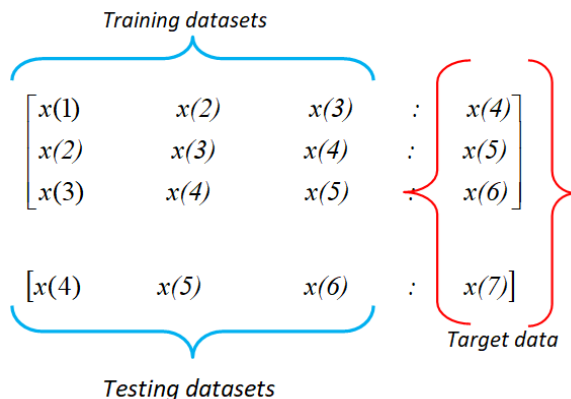 Training datasets
x(1) x(2) x(3) : x(4)
x(2) x(3) x(4) : x(5)
x(3) x(4) x(5) : x(6)
[x(4) x(5) x(6) : x(7)]
Target data
Testing datasets